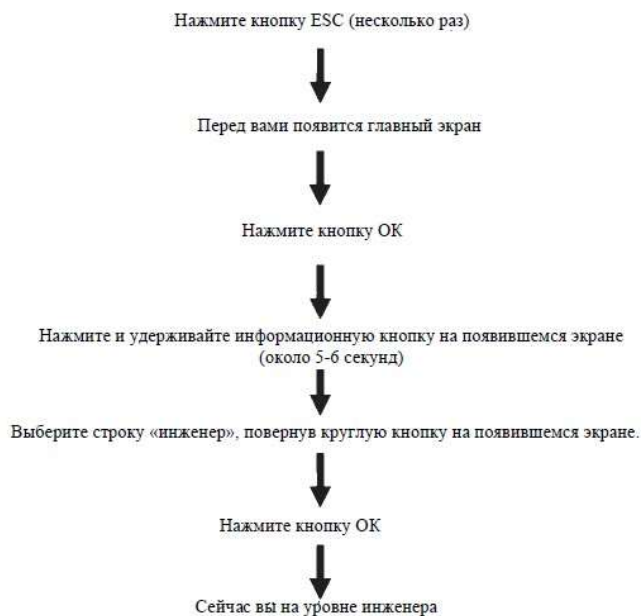 Нажмите кнопку ESC (несколько раз)
Перед вами появится главный экран
Нажмите кнопку ОК
Нажмите и удерживайте информационную кнопку на появившемся экране
(около 5-6 секунд)
Выберите строку «инженер», повернув круглую кнопку на появившемся экране.
Нажмите кнопку ОК
Сейчас вы на уровне инженера